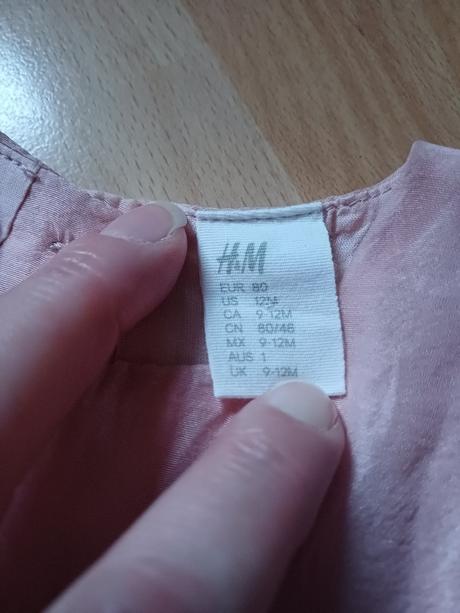 H&M
EUR 80
US 12M
CA 9-12M
CN 80/48
MX 9-12M
AUS 1
UK 9-12M